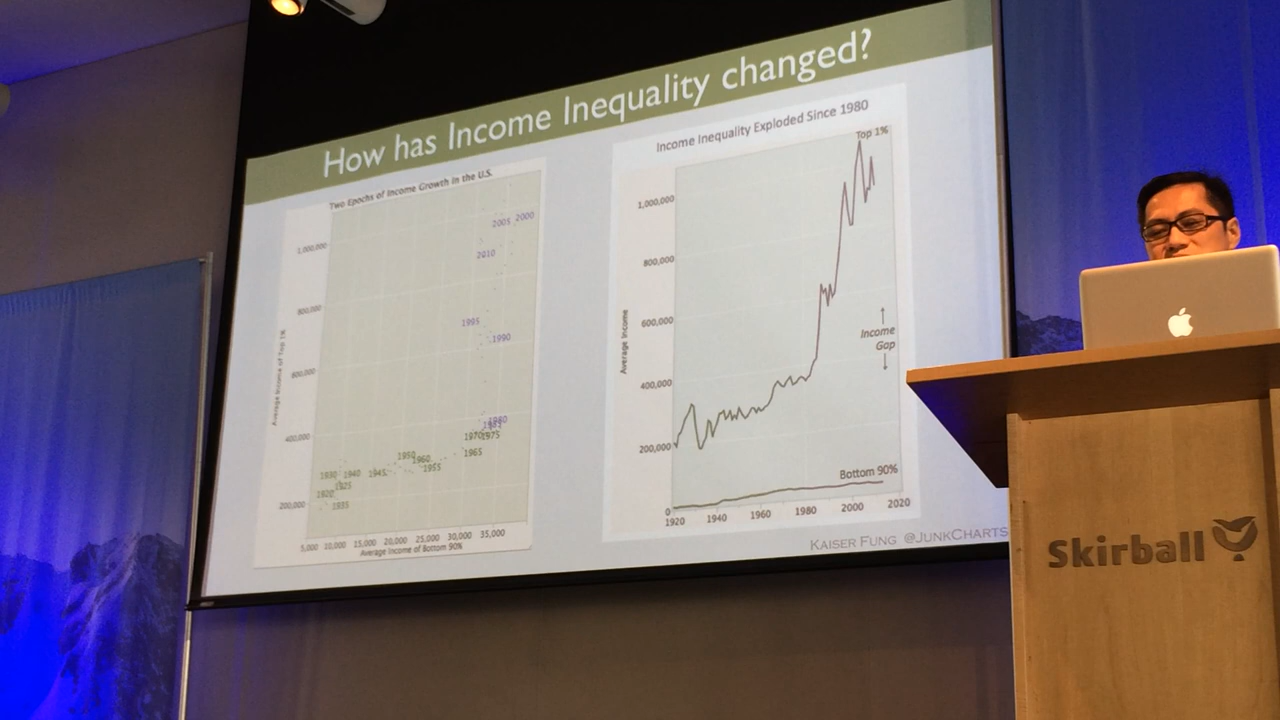 How has Income Inequality changed?
Two Epochs of Income Growth in the U.S.
1,000,000
800,000
600,000
400,000
200,000
Average Income of Top 1%
2005 2000
2010
1995
1990
1980
1985
1970 1975
1965
1950
1960
1955
1930 1940 1945
1925
1920
1935
5,000 10,000 15,000 20,000 25,000 30,000 35,000
Average Income of Bottom 90%
Income Inequality Exploded Since 1980
Top 1%
1,000,000
800,000
600,000
400,000
200,000
0
Average Income
Income
Gap
Bottom 90%
1920 1940 1960 1980 2000 2020
KAISER FUNG @JUNKCHARTS
Skirball